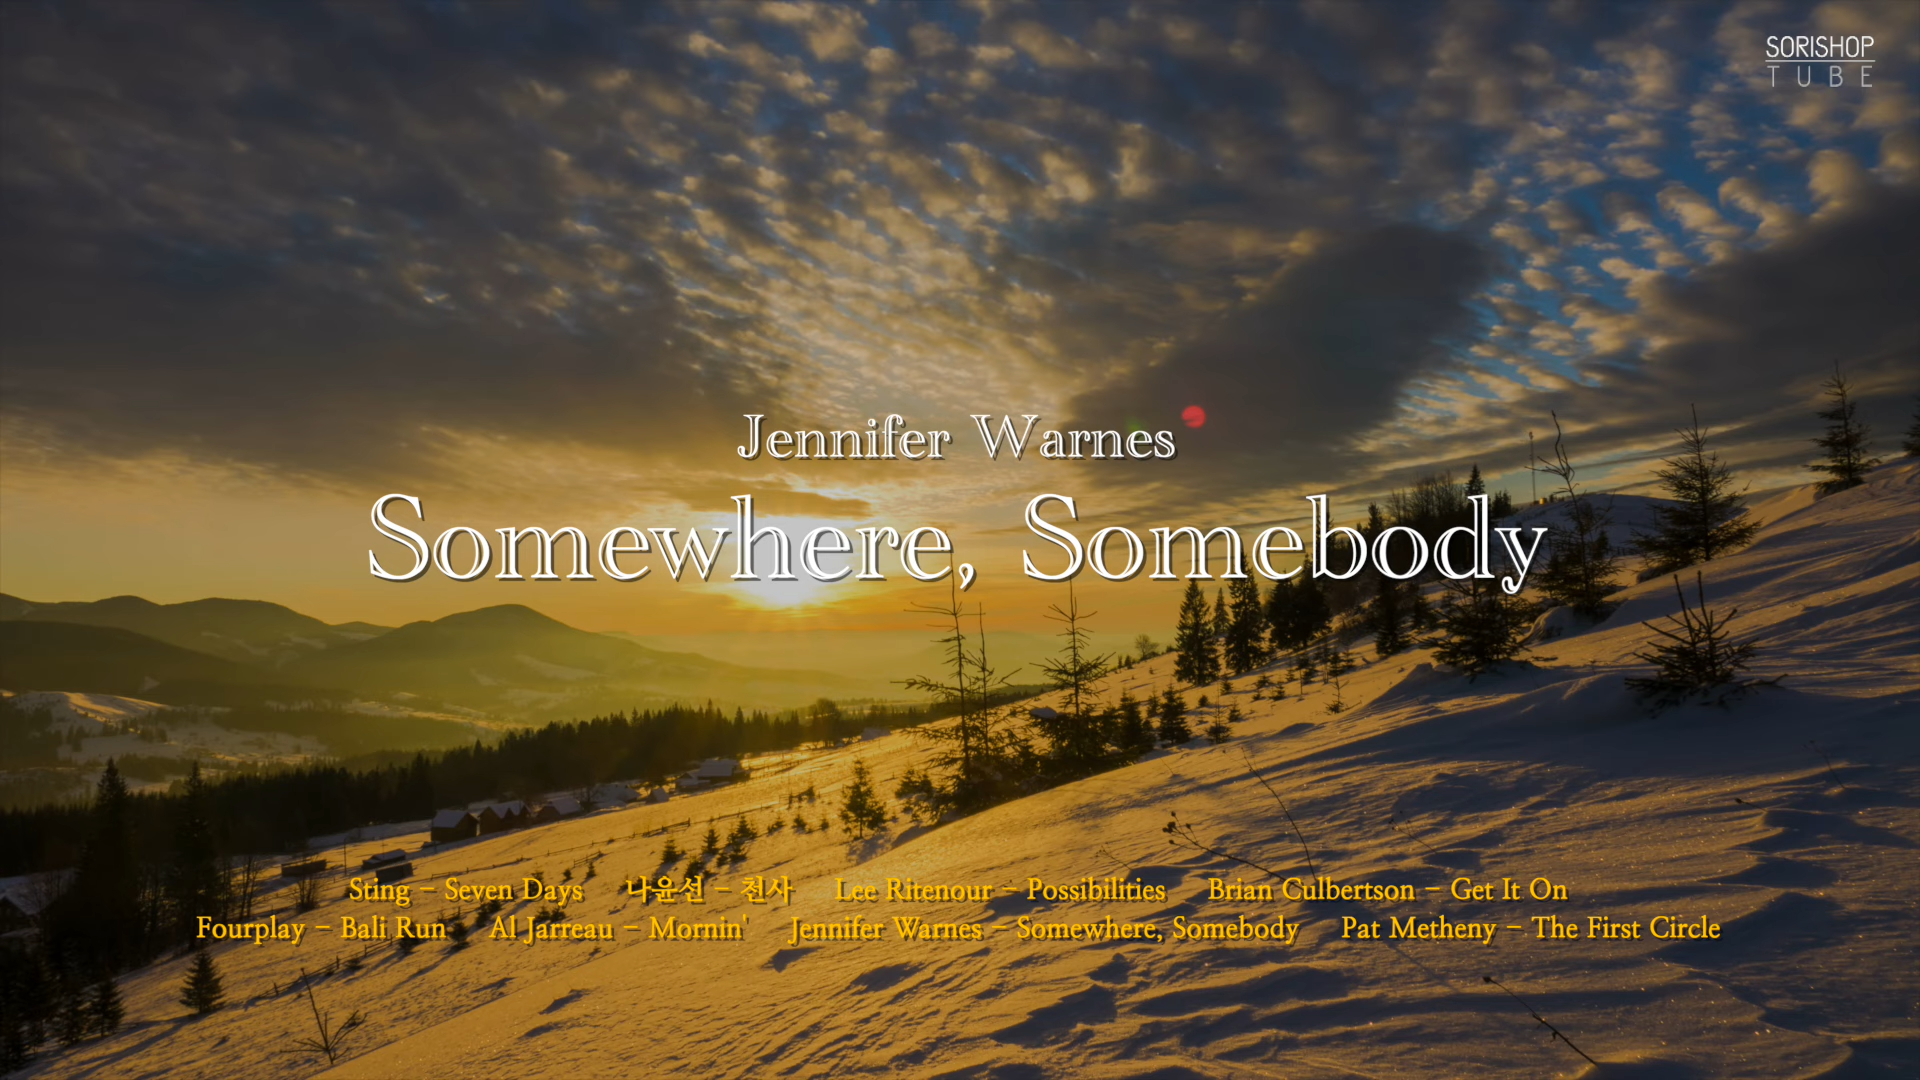 SORISHOP
TUBE
Jennifer Warnes
Somewhere, Somebody
Sting - Seven Days 나윤선 - 천사 Lee Ritenour - Possibilities Brian Culbertson - Get It On
Fourplay - Bali Run Al Jarreau - Mornin' Jennifer Warnes - Somewhere, Somebody Pat Metheny - The First Circle